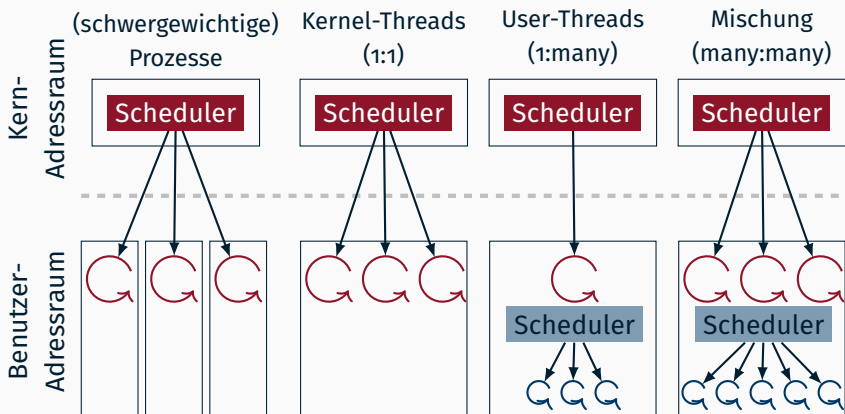 (schwergewichtige)
Prozesse
Kernel-Threads
(1:1)
User-Threads
(1:many)
Mischung
(many:many)
Kern-
Adressraum
Scheduler
Scheduler
Scheduler
Scheduler
Benutzer-
Adressraum
Scheduler
Scheduler